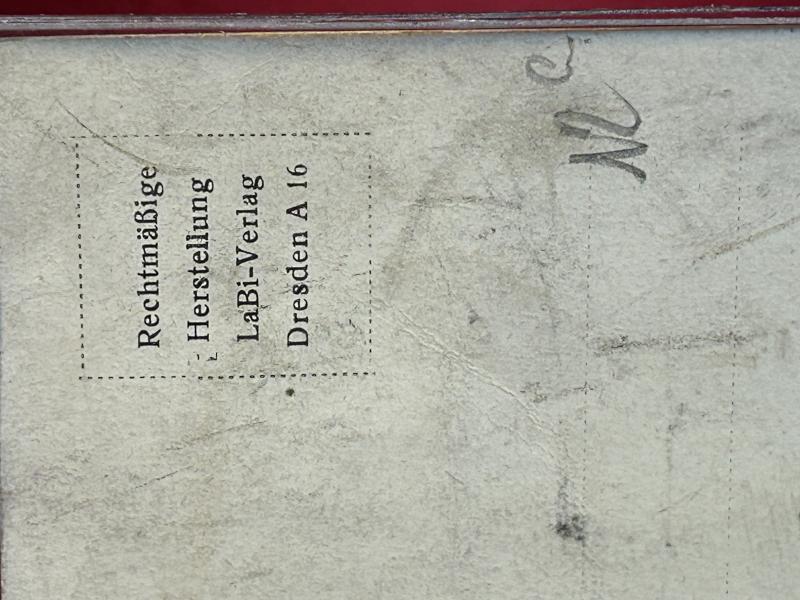 Rechtmäßige
Herstellung
LaBi-Verlag
Dresden A 16